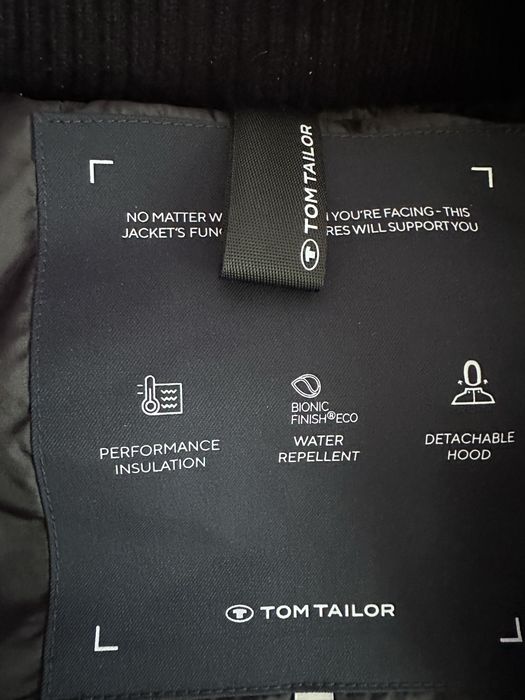 TOM TAILOR
NO MATTER W YOU'RE FACING - THIS
JACKET'S FUN RES WILL SUPPORT YOU
PERFORMANCE
INSULATION
BIONIC
FINISH®ECO
WATER
REPELLENT
DETACHABLE
HOOD
TOM TAILOR